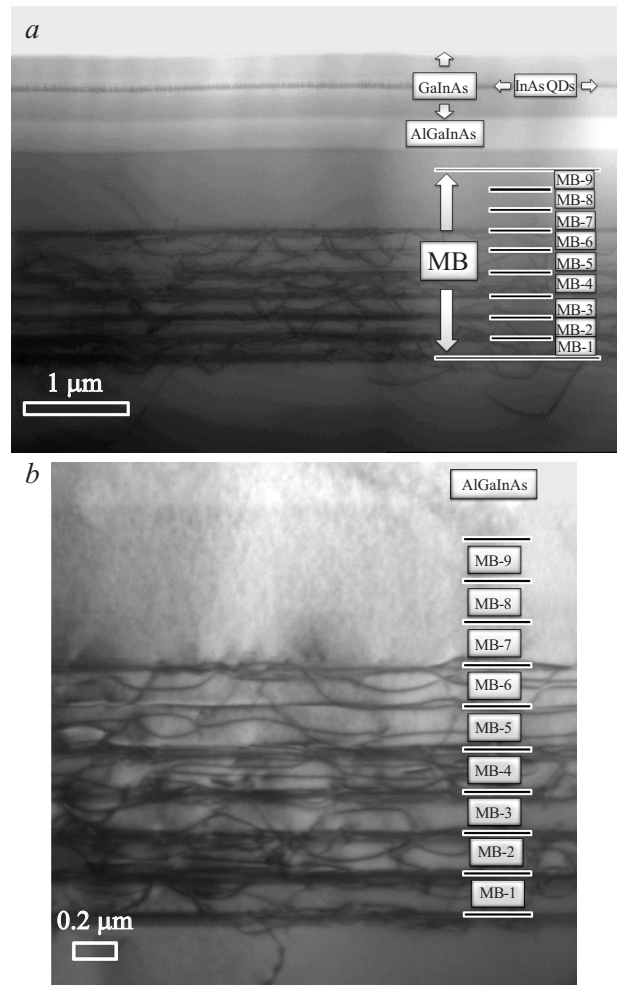 a
GaInAs
InAs QDs
AlGaInAs
MB-9
MB-8
MB-7
MB-6
MB
MB-5
MB-4
MB-3
MB-2
MB-1
1 μm
b
AlGaInAs
MB-9
MB-8
MB-7
MB-6
MB-5
MB-4
MB-3
MB-2
MB-1
0.2 μm